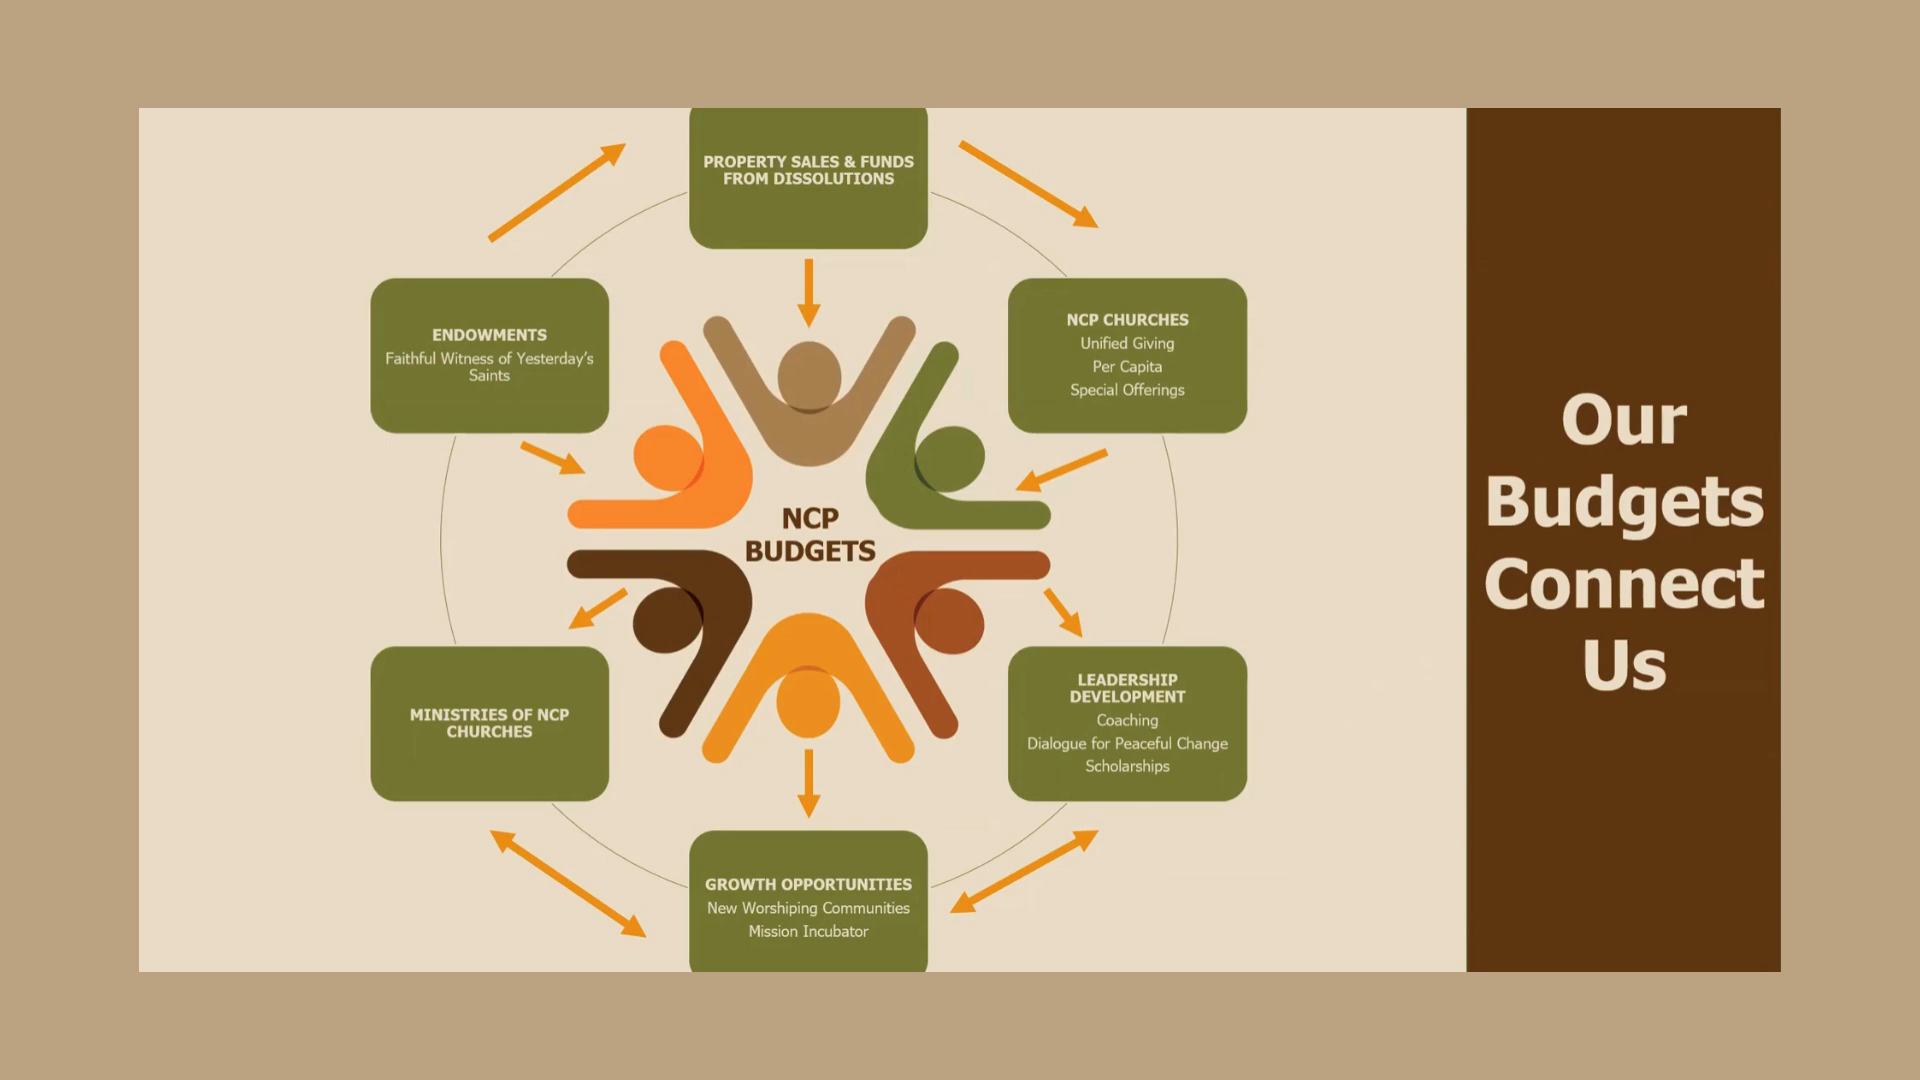 PROPERTY SALES & FUNDS
FROM DISSOLUTIONS
ENDOWMENTS
Faithful Witness of Yesterday's
Saints
NCP CHURCHES
Unified Giving
Per Capita
Special Offerings
NCP
BUDGETS
MINISTRIES OF NCP
CHURCHES
LEADERSHIP
DEVELOPMENT
Coaching
Dialogue for Peaceful Change
Scholarships
GROWTH OPPORTUNITIES
New Worshiping Communities
Mission Incubator
Our
Budgets
Connect
Us